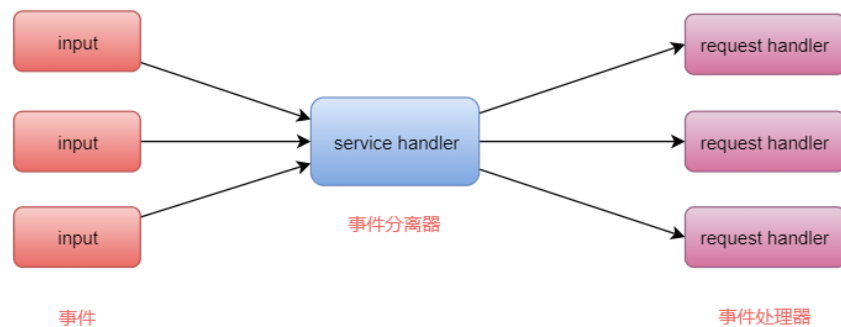 input
input
input
service handler
request handler
request handler
request handler
事件分离器
事件
事件处理器